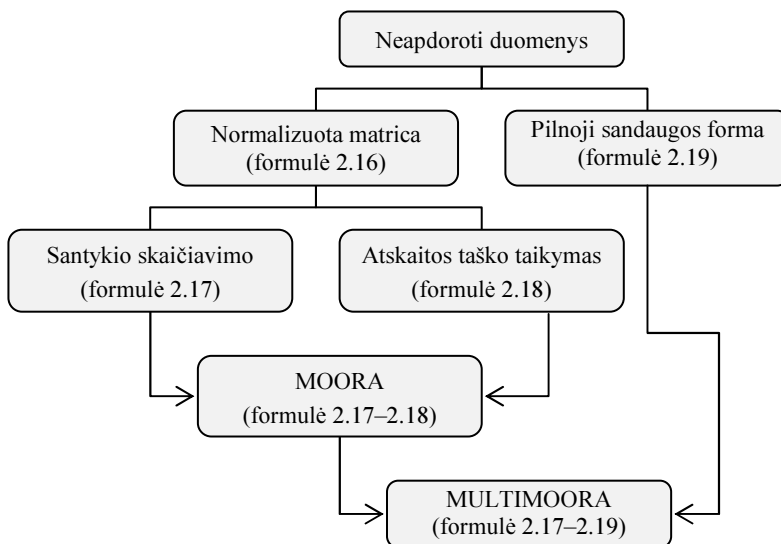 Neapdoroti duomenys
Normalizuota matrica
(formulė 2.16)
Pilnoji sandaugos forma
(formulė 2.19)
Santykio skaičiavimo
(formulė 2.17)
Atskaitos taško taikymas
(formulė 2.18)
MOORA
(formulė 2.17–2.18)
MULTIMOORA
(formulė 2.17–2.19)